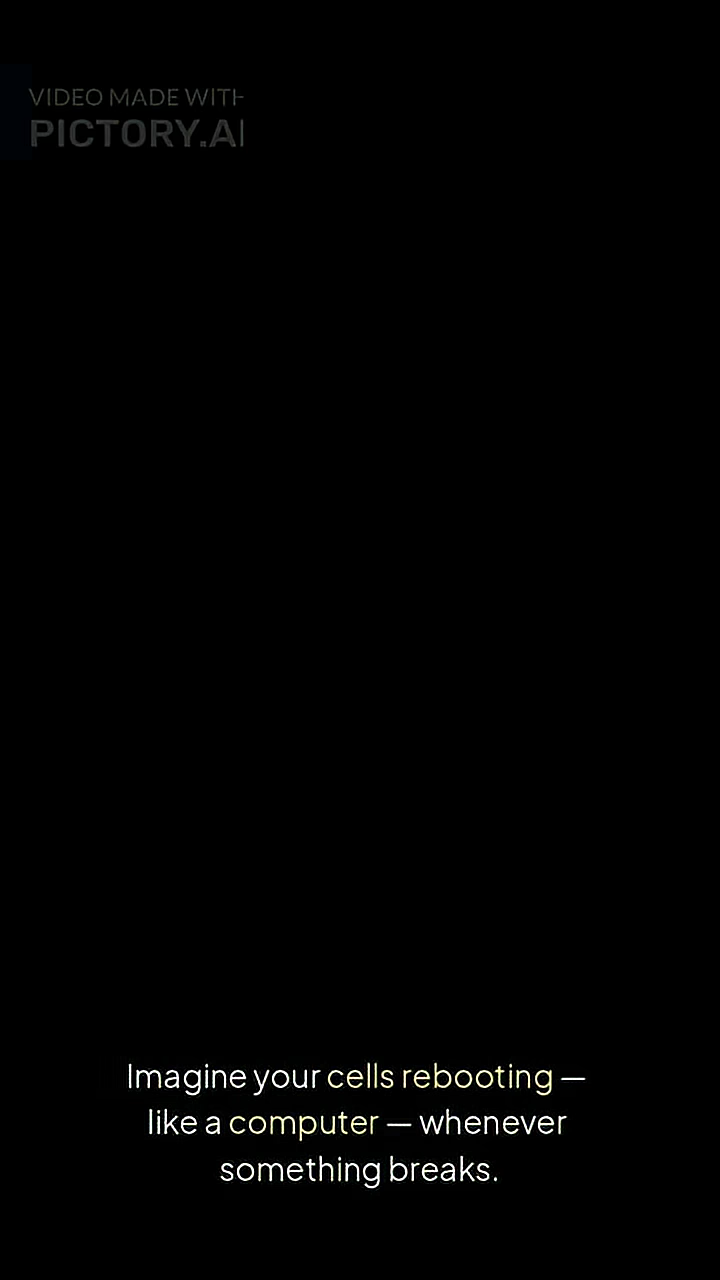 VIDEO MADE WITH
PICTORY.AI
Imagine your cells rebooting —
like a computer — whenever
something breaks.